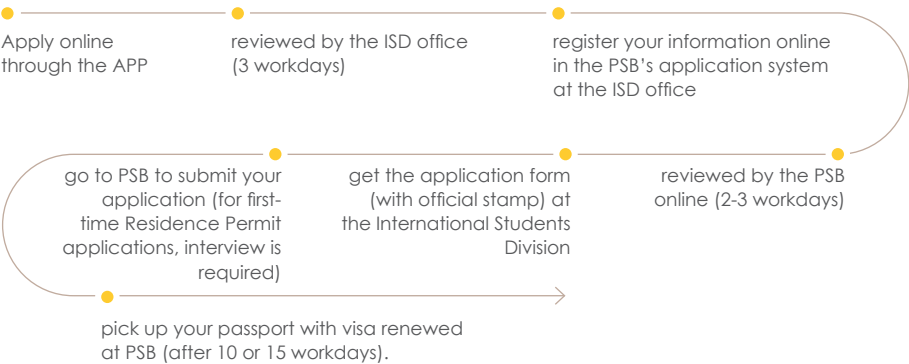 Apply online
through the APP
reviewed by the ISD office
(3 workdays)
register your information online
in the PSB's application system
at the ISD office
reviewed by the PSB
online (2-3 workdays)
get the application form
(with official stamp) at
the International Students
Division
go to PSB to submit your
application (for first-
time Residence Permit
applications, interview is
required)
pick up your passport with visa renewed
at PSB (after 10 or 15 workdays).